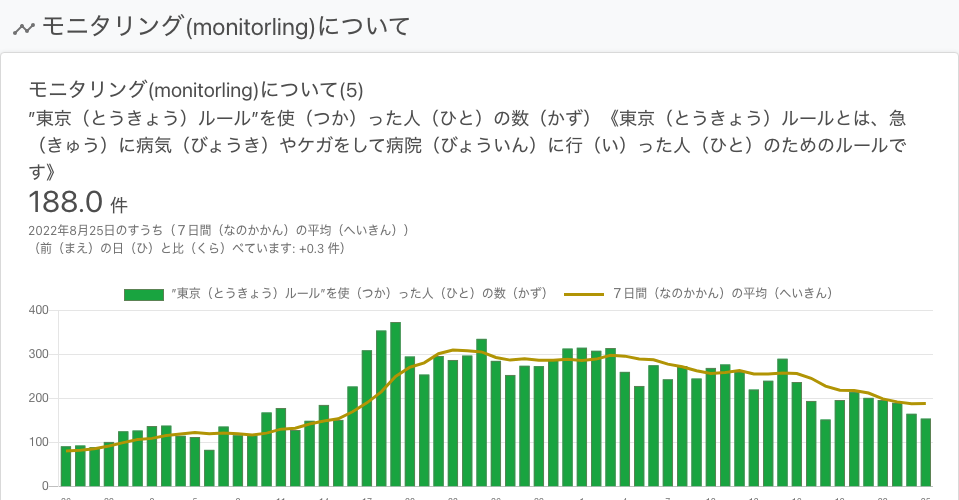 モニタリング(monitorling)について
モニタリング(monitorling)について(5)
”東京（とうきょう）ルール”を使（つか）った人（ひと）の数（かず）《東京（とうきょう）ルールとは、急
（きゅう）に病気（びょうき）やケガをして病院（びょういん）に行（い）った人（ひと）のためのルールで
す》
188.0 件
2022年8月25日のすうち（７日間（なのかかん）の平均（へいきん））
（前（まえ）の日（ひ）と比（くら）べています: +0.3 件）
”東京（とうきょう）ルール”を使（つか）った人（ひと）の数（かず） ７日間（なのかかん）の平均（へいきん）
400
300
200
100
0